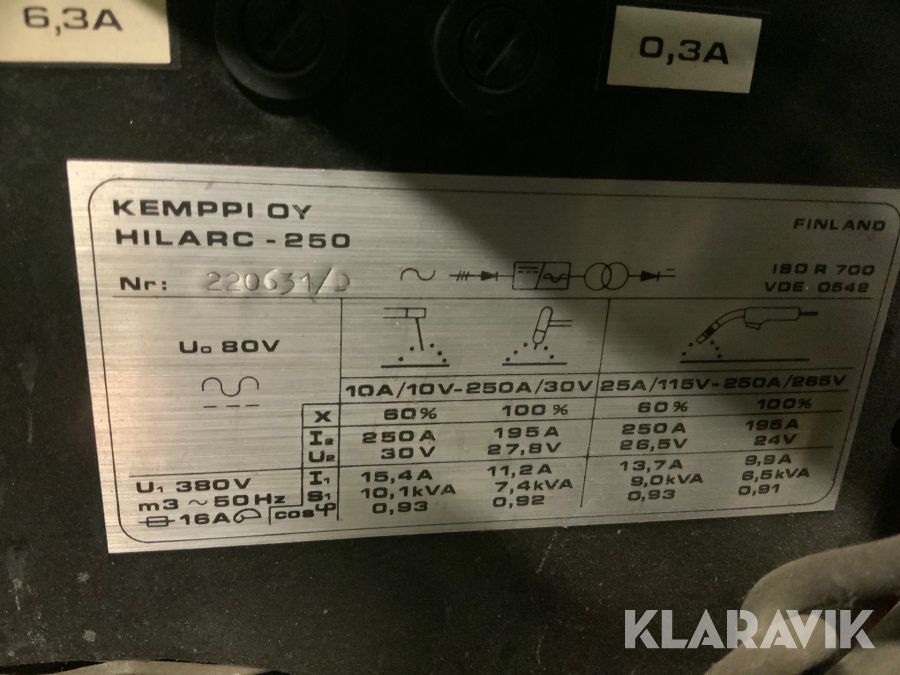 6,3A
0,3A
KEMPPI OY
HILARC - 250
FINLAND
Nr: 220631/D
ISO R 700
VDE 0542
U₀ 80V
10A/10V-250A/30V
25A/115V-250A/265V
X 60% 100% 60% 100%
I₂ 250A 195A 250A 195A
U₂ 30V 27,8V 26,5V 24V
U₁ 380V
m3 ~ 50Hz
16A
I₁ 15,4A 11,2A 13,7A 9,9A
S₁ 10,1kVA 7,4kVA 9,0kVA 6,5kVA
cosφ 0,93 0,92 0,93 0,91
KLARAVIK